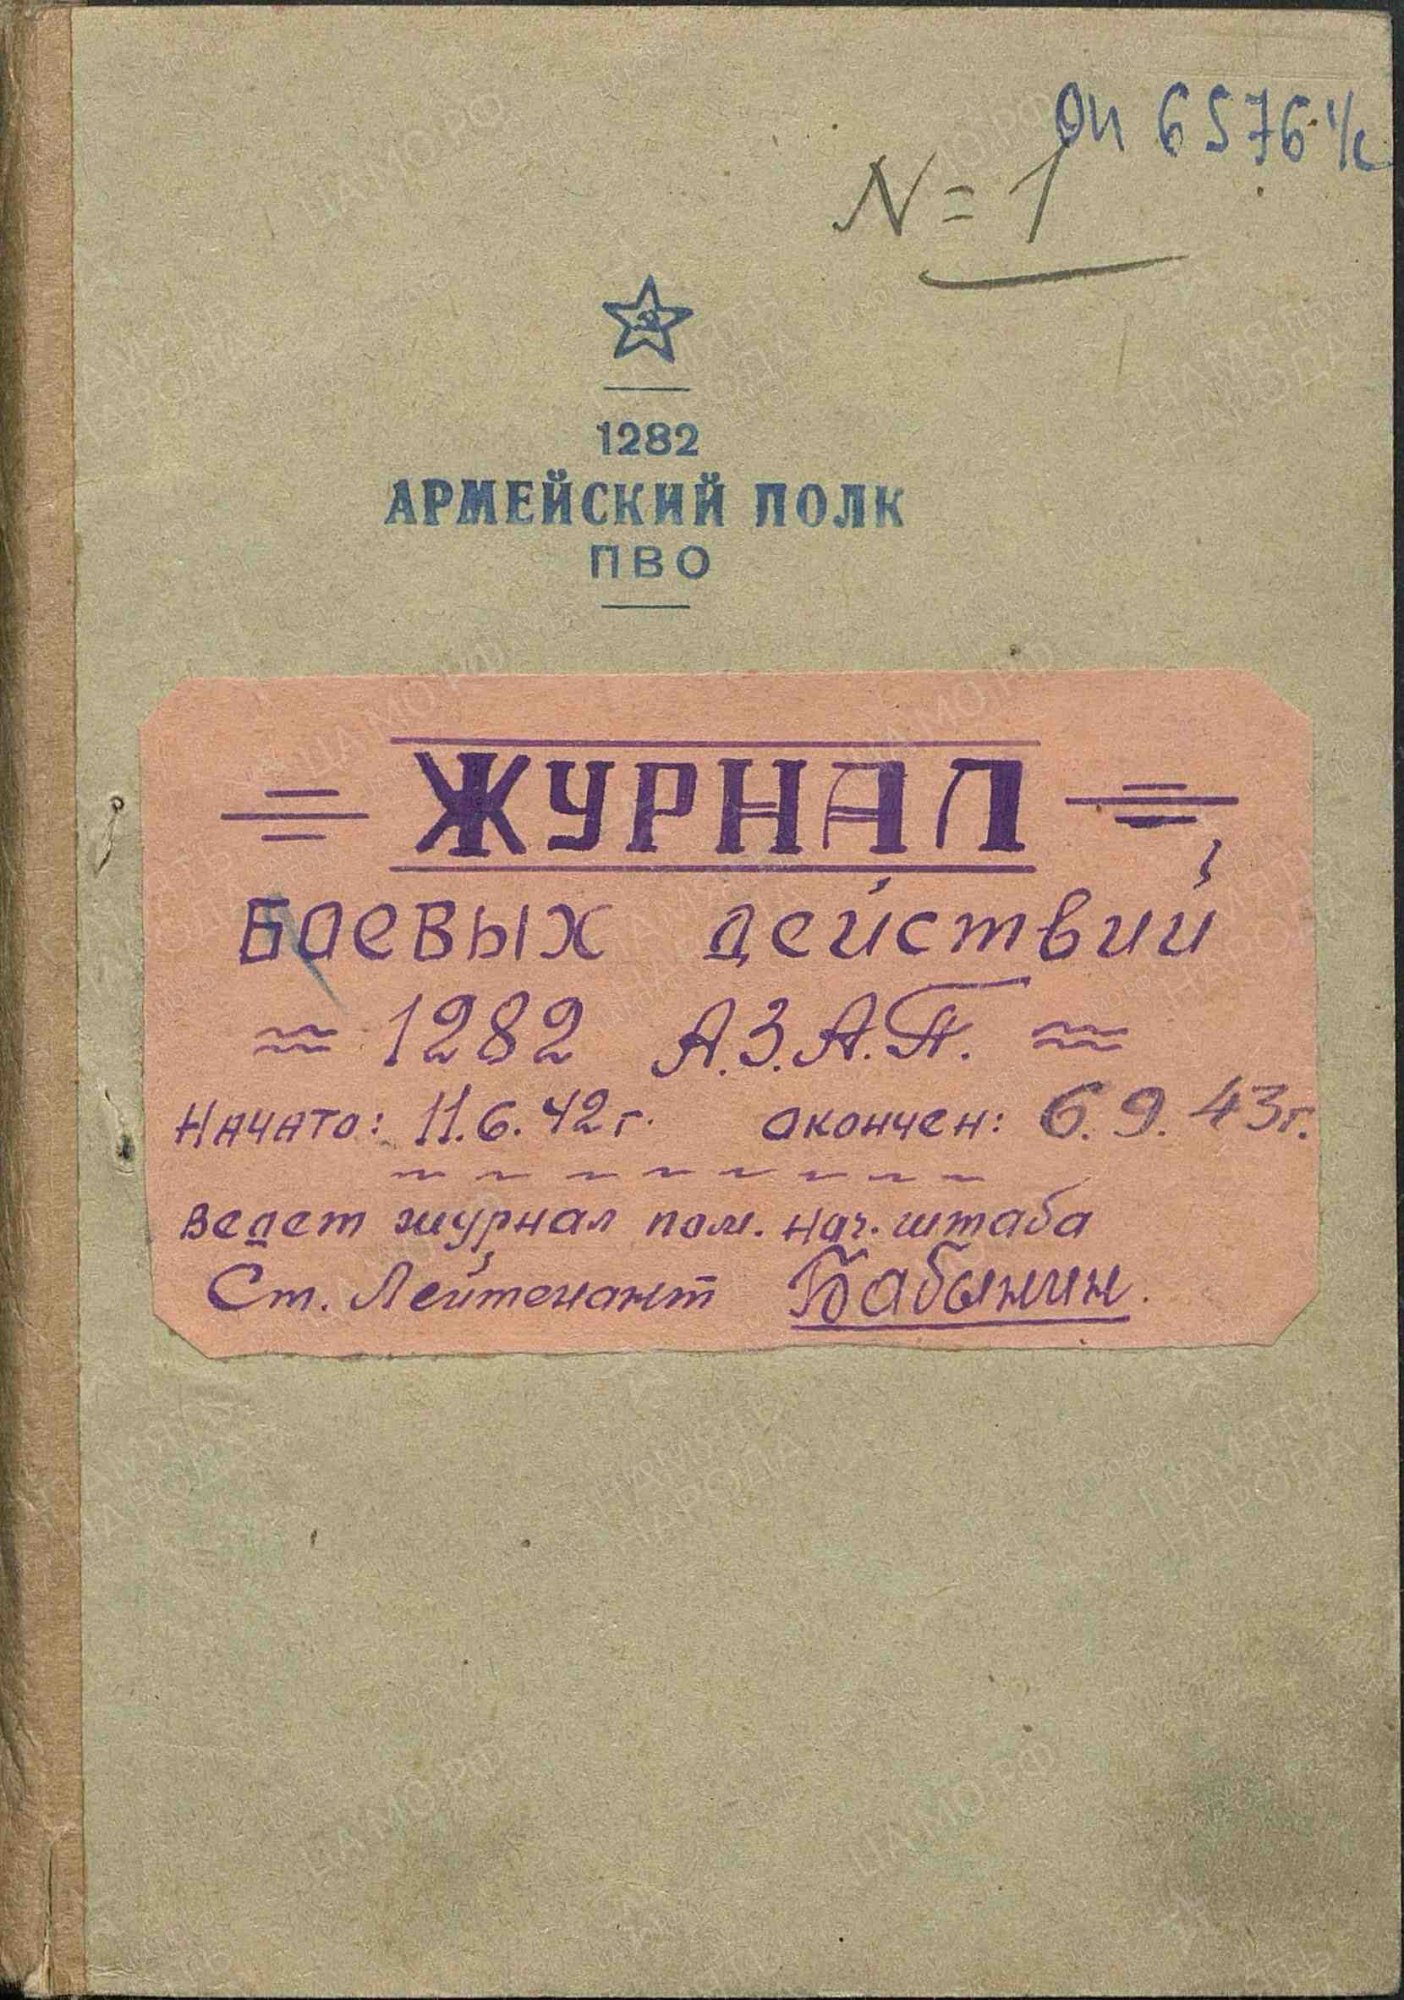 оп 6576 с/с
N = 1
1282
АРМЕЙСКИЙ ПОЛК
ПВО
ЖУРНАЛ
Боевых действий
1282 А.З.А.П.
Начато: 11.6.42г. окончен: 6.9.43г.
ведет журнал пом. нач. штаба
Ст. Лейтенант Бабынин.